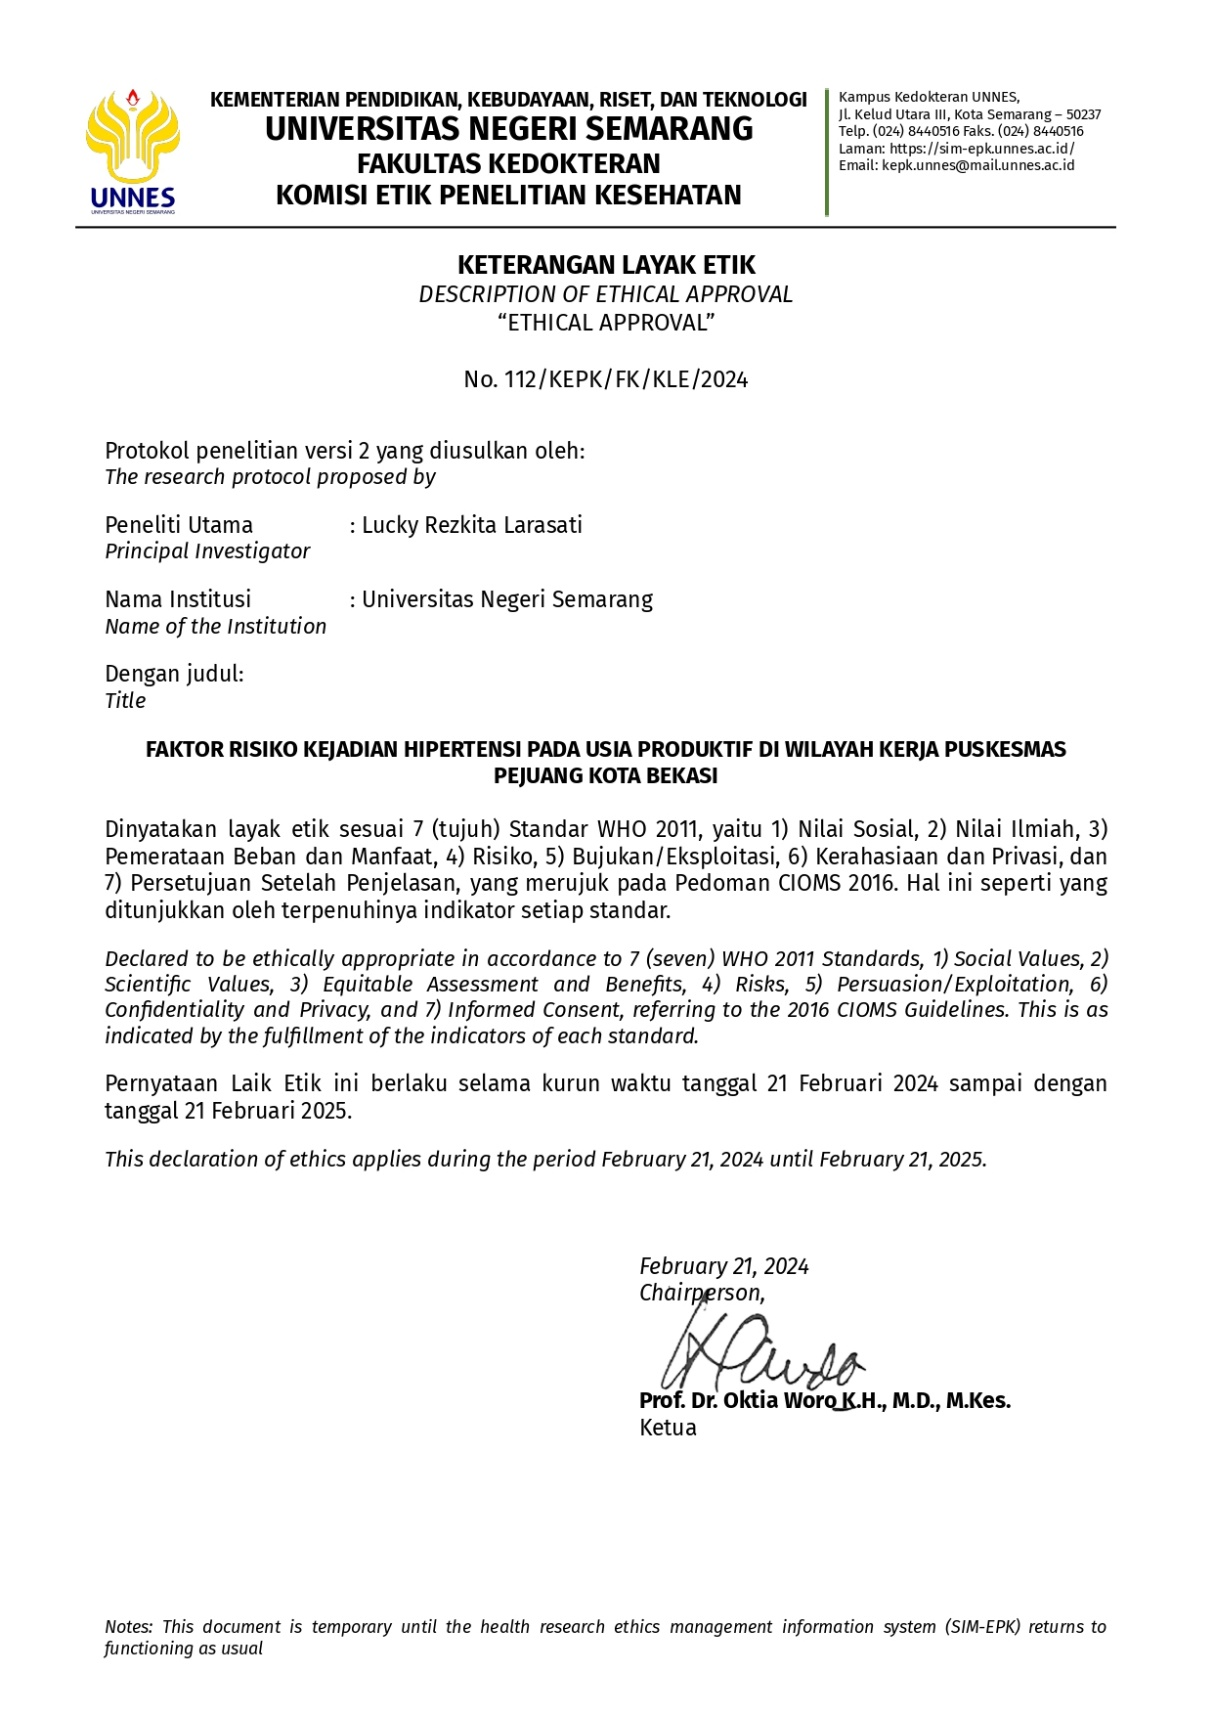 UNNES
UNIVERSITAS NEGERI SEMARANG
KEMENTERIAN PENDIDIKAN, KEBUDAYAAN, RISET, DAN TEKNOLOGI
UNIVERSITAS NEGERI SEMARANG
FAKULTAS KEDOKTERAN
KOMISI ETIK PENELITIAN KESEHATAN
Kampus Kedokteran UNNES,
Jl. Kelud Utara III, Kota Semarang – 50237
Telp. (024) 8440516 Faks. (024) 8440516
Laman: https://sim-epk.unnes.ac.id/
Email: kepk.unnes@mail.unnes.ac.id
KETERANGAN LAYAK ETIK
DESCRIPTION OF ETHICAL APPROVAL
“ETHICAL APPROVAL”
No. 112/KEPK/FK/KLE/2024
Protokol penelitian versi 2 yang diusulkan oleh:
The research protocol proposed by
Peneliti Utama : Lucky Rezkita Larasati
Principal Investigator
Nama Institusi : Universitas Negeri Semarang
Name of the Institution
Dengan judul:
Title
FAKTOR RISIKO KEJADIAN HIPERTENSI PADA USIA PRODUKTIF DI WILAYAH KERJA PUSKESMAS
PEJUANG KOTA BEKASI
Dinyatakan layak etik sesuai 7 (tujuh) Standar WHO 2011, yaitu 1) Nilai Sosial, 2) Nilai Ilmiah, 3)
Pemerataan Beban dan Manfaat, 4) Risiko, 5) Bujukan/Eksploitasi, 6) Kerahasiaan dan Privasi, dan
7) Persetujuan Setelah Penjelasan, yang merujuk pada Pedoman CIOMS 2016. Hal ini seperti yang
ditunjukkan oleh terpenuhinya indikator setiap standar.
Declared to be ethically appropriate in accordance to 7 (seven) WHO 2011 Standards, 1) Social Values, 2)
Scientific Values, 3) Equitable Assessment and Benefits, 4) Risks, 5) Persuasion/Exploitation, 6)
Confidentiality and Privacy, and 7) Informed Consent, referring to the 2016 CIOMS Guidelines. This is as
indicated by the fulfillment of the indicators of each standard.
Pernyataan Laik Etik ini berlaku selama kurun waktu tanggal 21 Februari 2024 sampai dengan
tanggal 21 Februari 2025.
This declaration of ethics applies during the period February 21, 2024 until February 21, 2025.
February 21, 2024
Chairperson,
Prof. Dr. Oktia Woro K.H., M.D., M.Kes.
Ketua
Notes: This document is temporary until the health research ethics management information system (SIM-EPK) returns to
functioning as usual